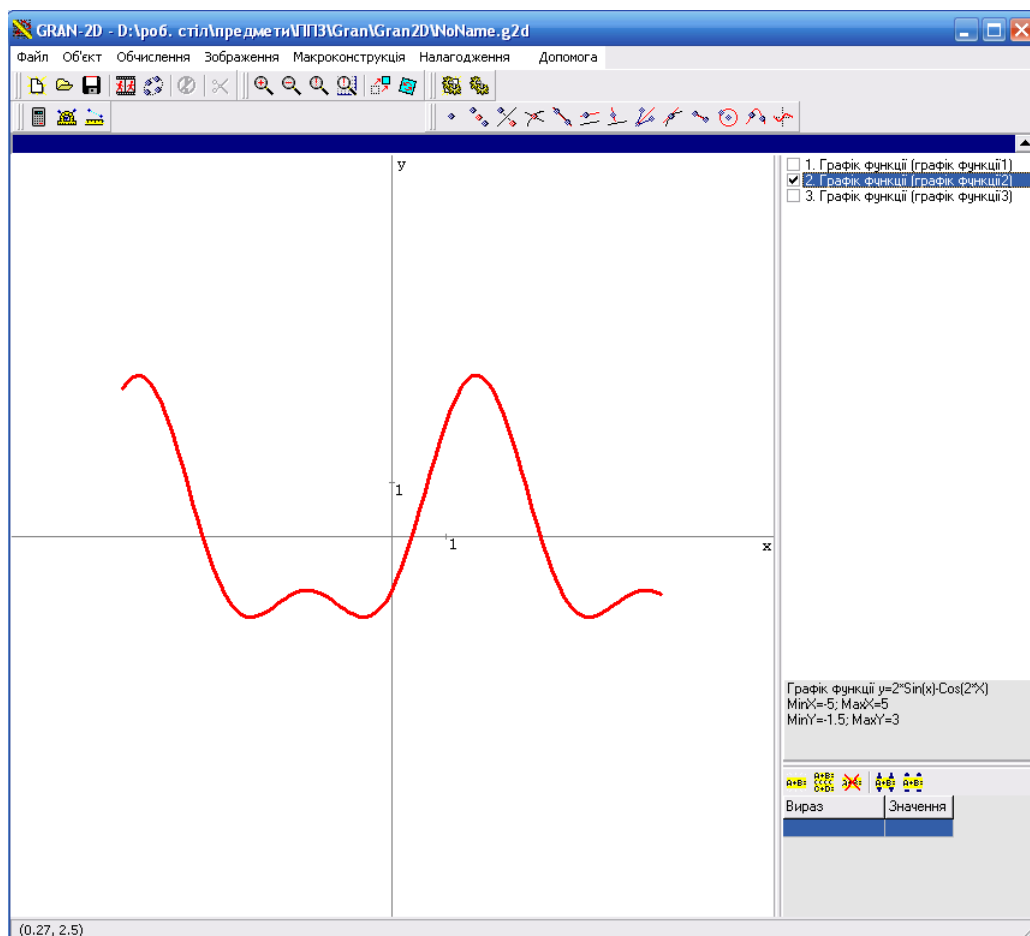 GRAN-2D - D:\роб. стіл\предмети\ППЗ\Gran\Gran2D\NoName.g2d
Файл Об'єкт Обчислення Зображення Макроконструкція Налагодження Допомога
y
1. Графік функції (графік функції1)
2. Графік функції (графік функції2)
3. Графік функції (графік функції3)
1
1
x
Графік функції y=2*Sin(x)-Cos(2*X)
MinX=-5; MaxX=5
MinY=-1.5; MaxY=3
Вираз Значення
(0.27, 2.5)